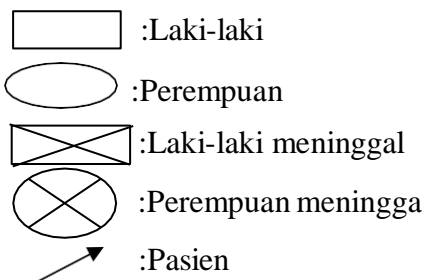 :Laki-laki
:Perempuan
:Laki-laki meninggal
:Perempuan meningga
:Pasien